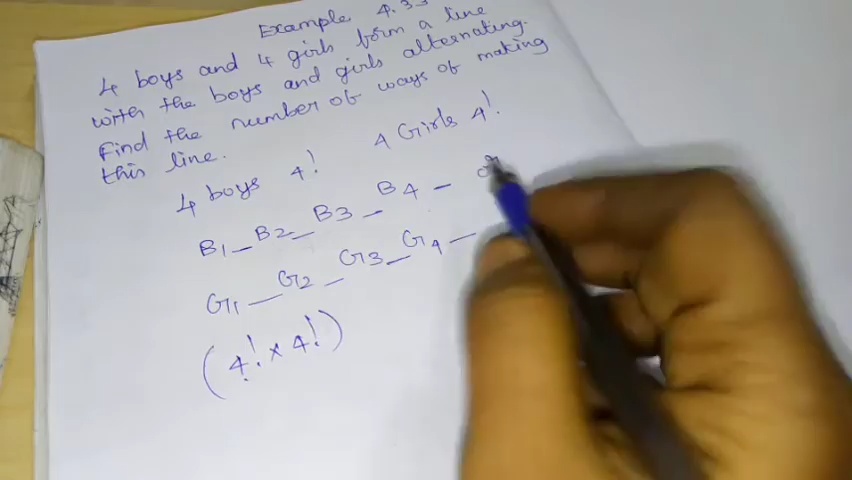 Example 4.33
4 boys and 4 girls form a line
with the boys and girls alternating.
Find the number of ways of making
this line.
4 boys 4! 4 Girls 4!
B1 _ B2 _ B3 _ B4 _
G1 _ G2 _ G3 _ G4 _
(4! × 4!)